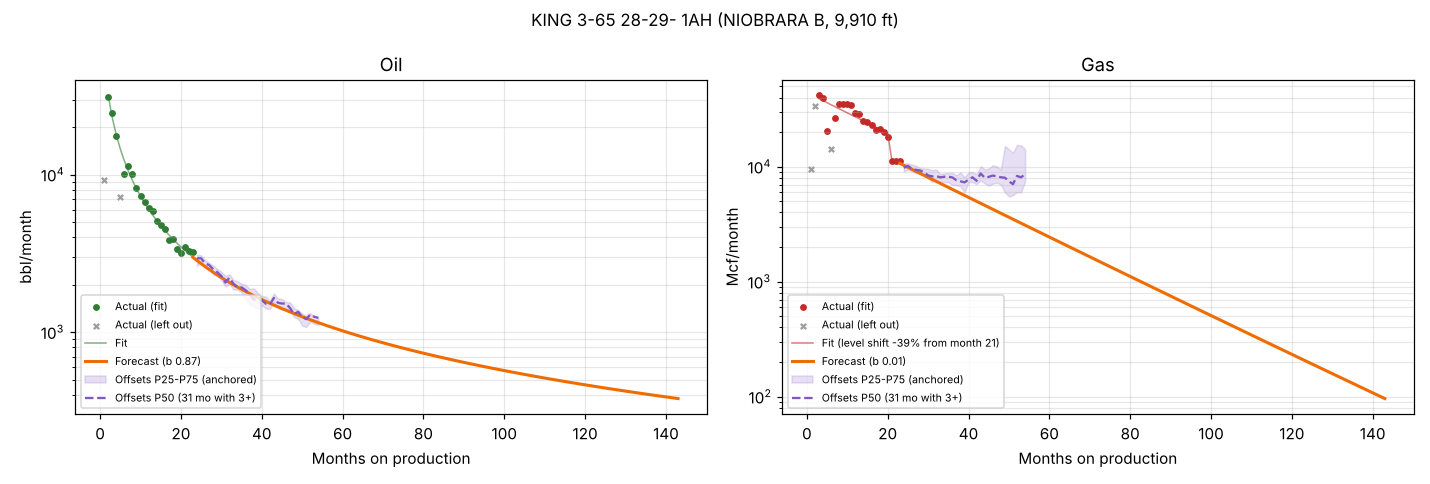 KING 3-65 28-29- 1AH (NIOBRARA B, 9,910 ft)
Oil
bbl/month
10⁴
10³
Actual (fit)
Actual (left out)
Fit
Forecast (b 0.87)
Offsets P25-P75 (anchored)
Offsets P50 (31 mo with 3+)
0 20 40 60 80 100 120 140
Months on production
Gas
Mcf/month
10⁴
10³
10²
Actual (fit)
Actual (left out)
Fit (level shift -39% from month 21)
Forecast (b 0.01)
Offsets P25-P75 (anchored)
Offsets P50 (31 mo with 3+)
0 20 40 60 80 100 120 140
Months on production